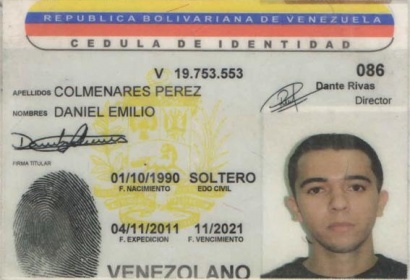 REPUBLICA BOLIVARIANA DE VENEZUELA
CEDULA DE IDENTIDAD
V 19.753.553 086
APELLIDOS COLMENARES PEREZ Dante Rivas
Director
NOMBRES DANIEL EMILIO
FIRMA TITULAR
01/10/1990 SOLTERO
F. NACIMIENTO EDO CIVIL
04/11/2011 11/2021
F. EXPEDICION F. VENCIMIENTO
VENEZOLANO